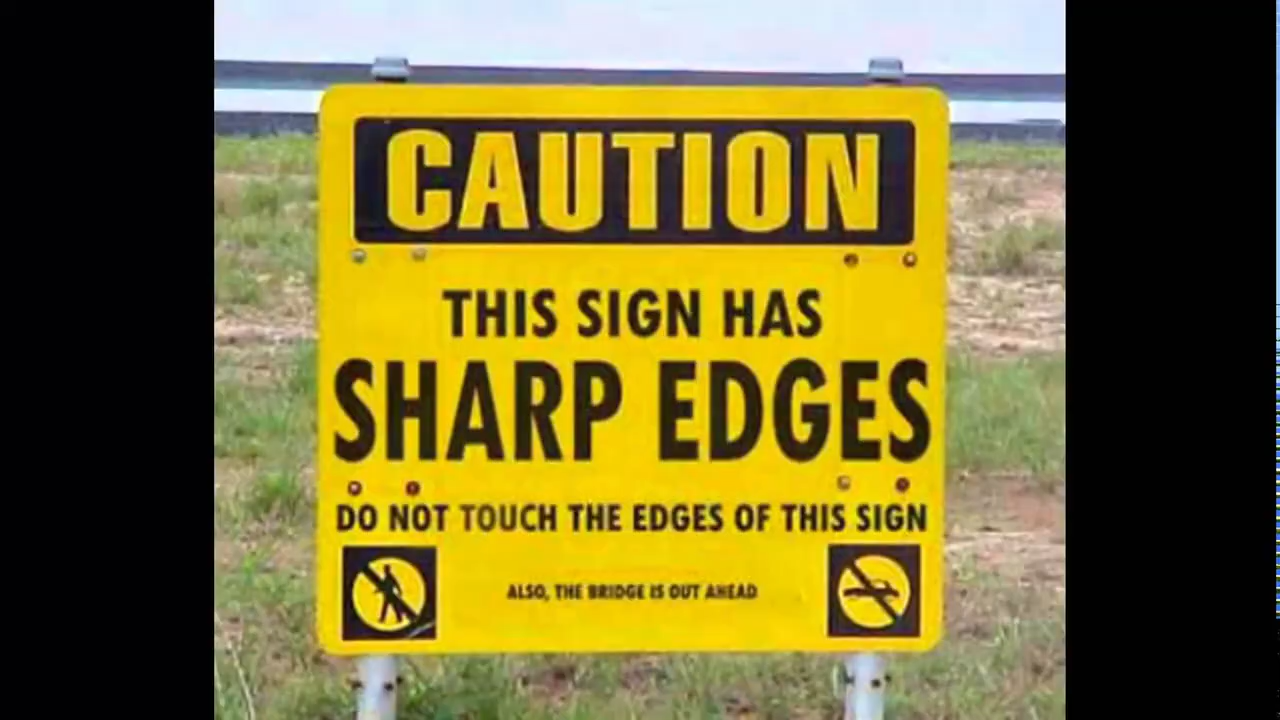 CAUTION
THIS SIGN HAS
SHARP EDGES
DO NOT TOUCH THE EDGES OF THIS SIGN
ALSO, THE BRIDGE IS OUT AHEAD